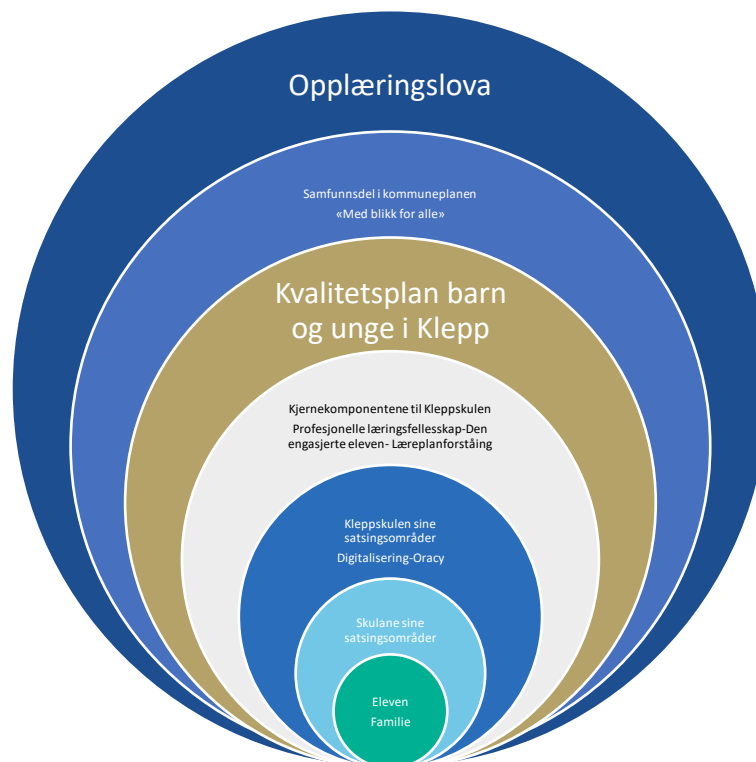 Opplæringslova
Samfunnsdel i kommuneplanen
«Med blikk for alle»
Kvalitetsplan barn
og unge i Klepp
Kjernekomponentene til Kleppskulen
Profesjonelle læringsfellesskap-Den
engasjerte eleven- Læreplanforståing
Kleppskulen sine
satsingsområder
Digitalisering-Oracy
Skulane sine
satsingsområder
Eleven
Familie